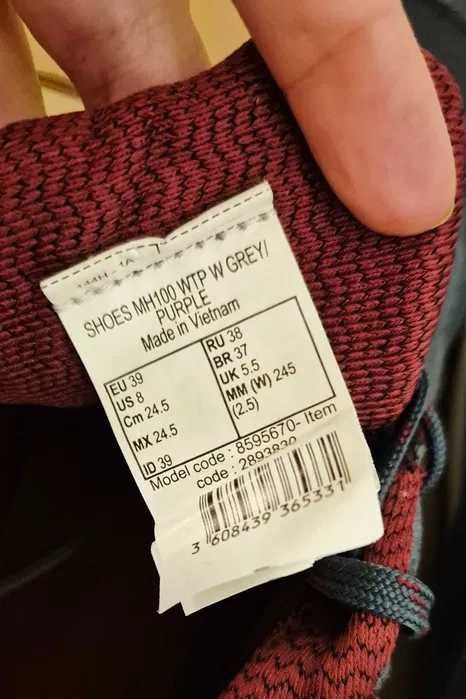 SHOES MH100 WTP W GREY/
PURPLE
Made in Vietnam
EU 39
US 8
Cm 24.5
MX 24.5
ID 39
RU 38
BR 37
UK 5.5
MM (W) 245
(2.5)
Model code : 8595670- Item
code : 2893830
3 608439 365331